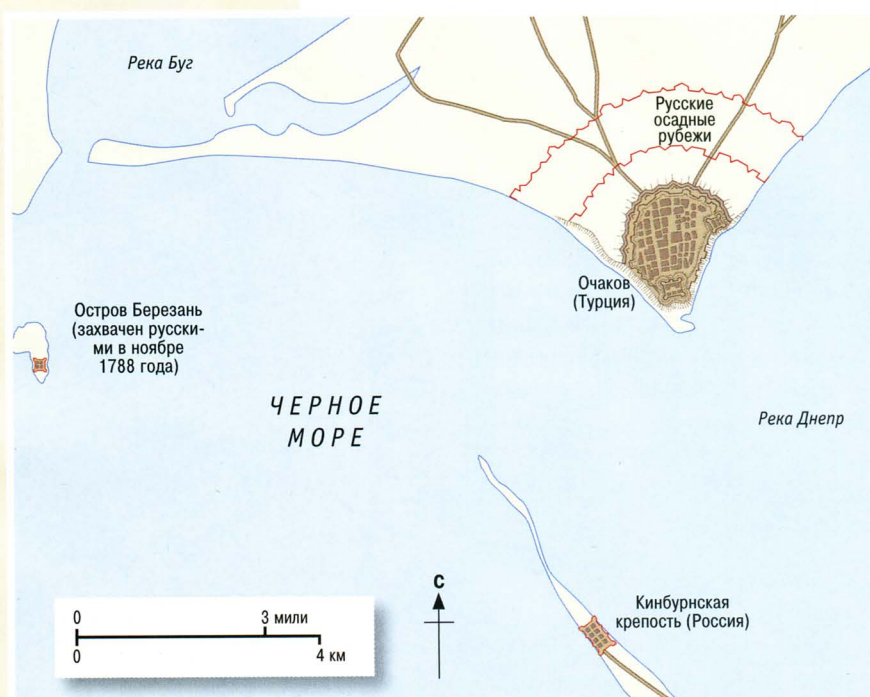 Река Буг
Русские
осадные
рубежи
Очаков
(Турция)
Остров Березань
(захвачен русски-
ми в ноябре
1788 года)
ЧЕРНОЕ
МОРЕ
Река Днепр
С
Кинбурнская
крепость (Россия)
0 3 мили
0 4 км